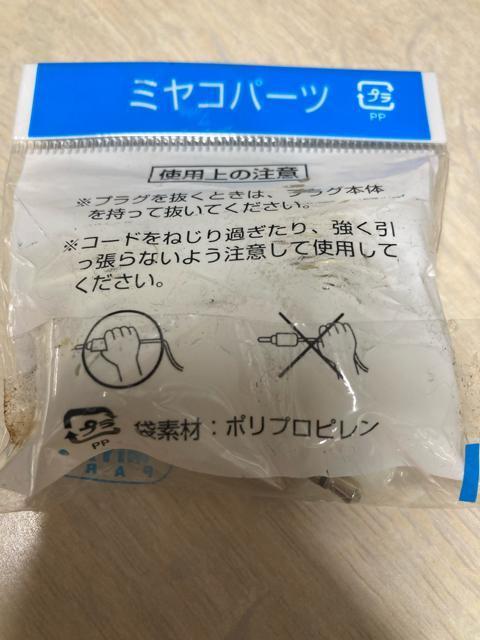 ミヤコパーツ
プラ
PP
使用上の注意
※プラグを抜くときは、プラグ本体
を持って抜いてください。
※コードをねじり過ぎたり、強く引
っ張らないよう注意して使用して
ください。
プラ
PP
袋素材：ポリプロピレン